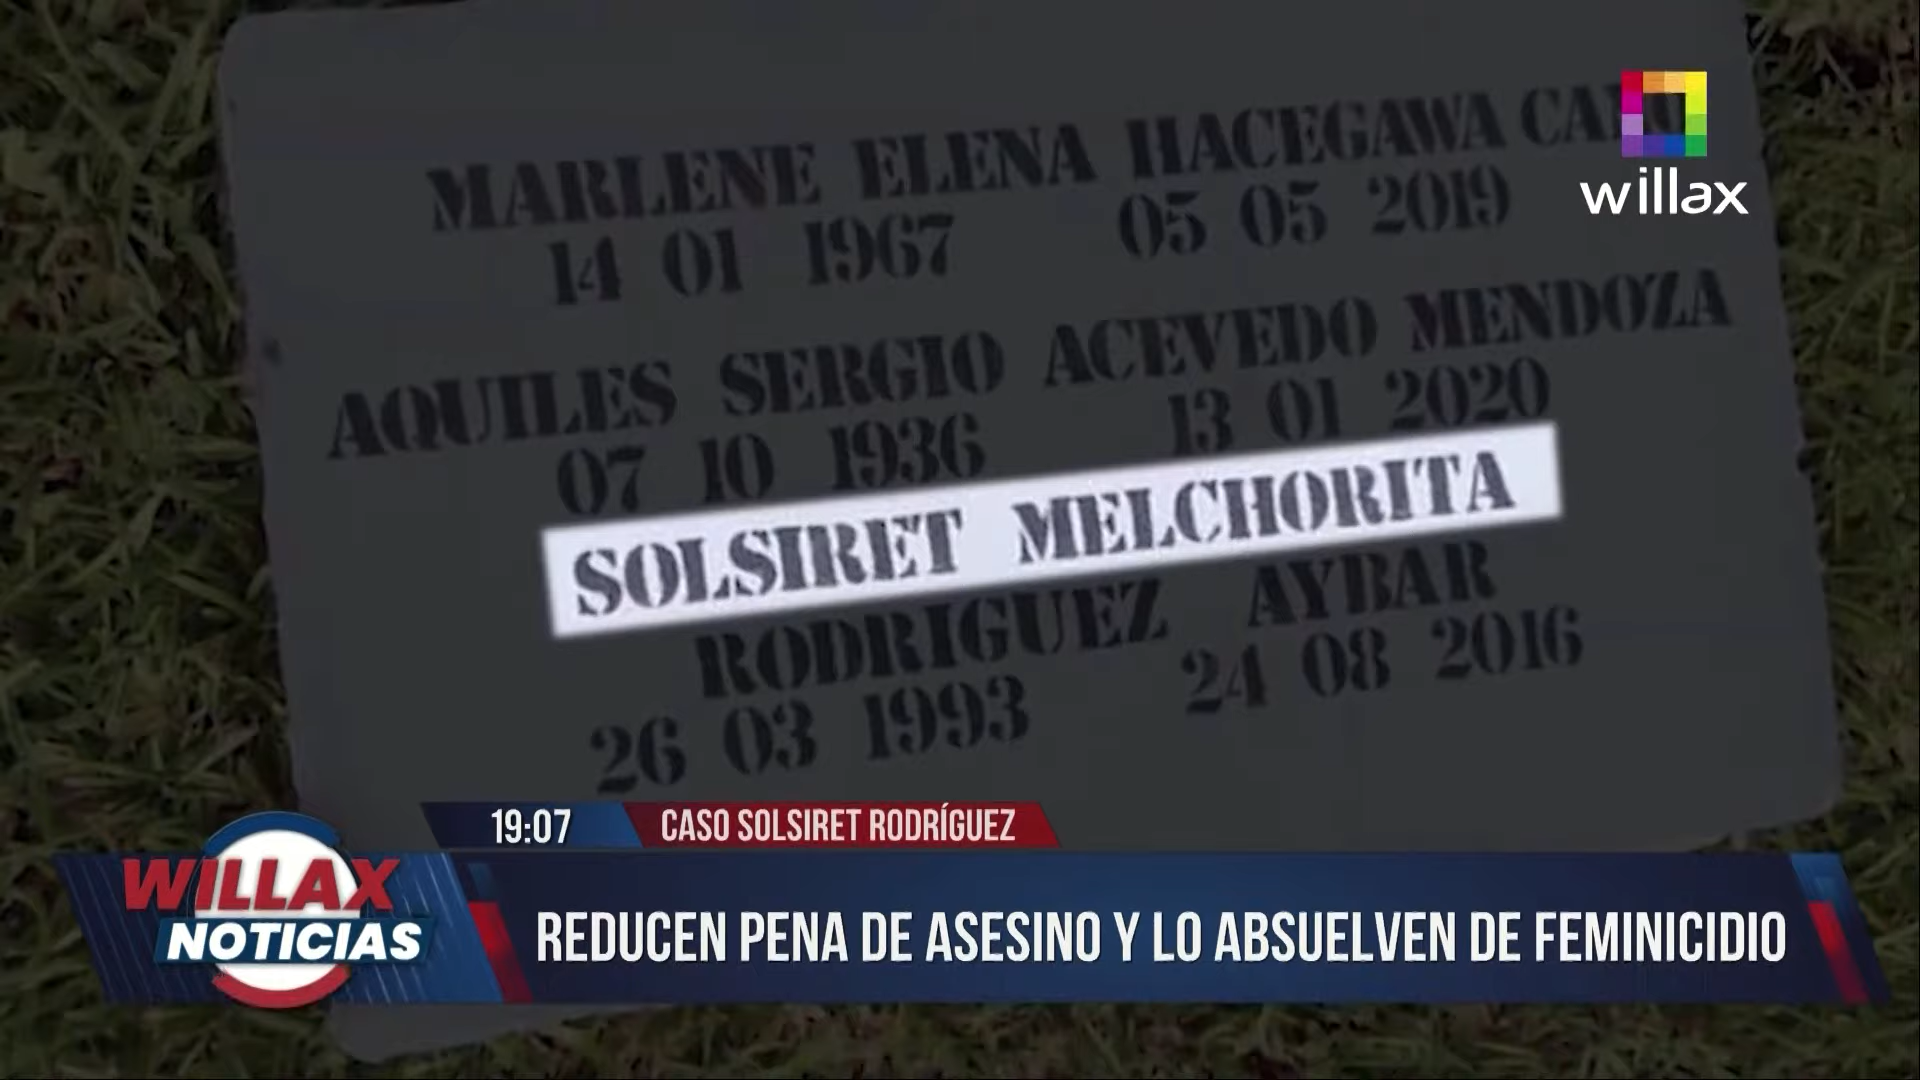 MARLENE ELENA HACEGAWA
14 01 1967 05 05 2019
AQUILES SERGIO ACEVEDO MENDOZA
07 10 1936 13 01 2020
SOLSIRET MELCHORITA
RODRIGUEZ AYBAR
26 03 1993 24 08 2016
willax
19:07 CASO SOLSIRET RODRÍGUEZ
WILLAX
NOTICIAS
REDUCEN PENA DE ASESINO Y LO ABSUELVEN DE FEMINICIDIO